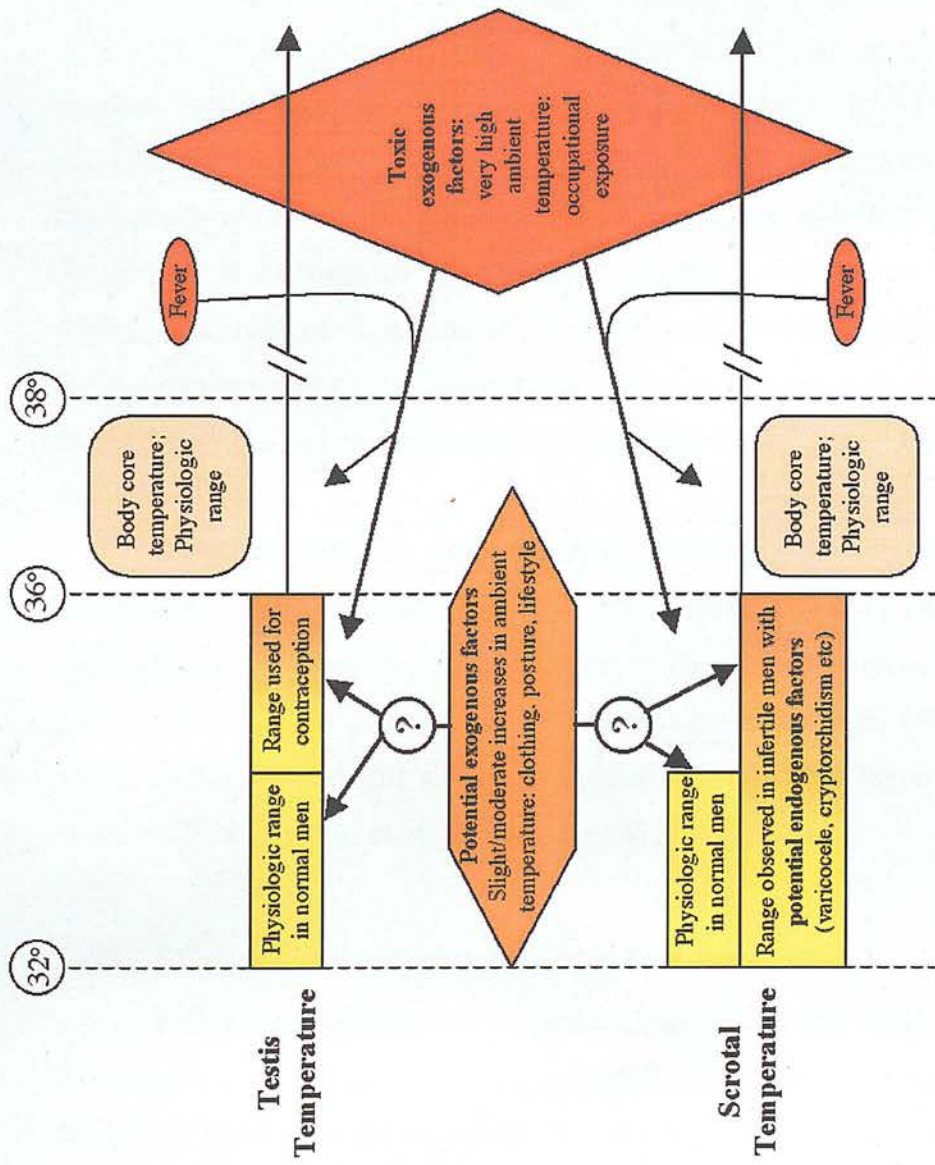 32°
36°
38°
Testis
Temperature
Physiologic range
in normal men
Range used for
contraception
Body core
temperature;
Physiologic
range
Fever
?
Potential exogenous factors
Slight/moderate increases in ambient
temperature: clothing, posture, lifestyle
Toxic
exogenous
factors:
very high
ambient
temperature:
occupational
exposure
?
Scrotal
Temperature
Physiologic range
in normal men
Range observed in infertile men with
potential endogenous factors
(varicocele, cryptorchidism etc)
Body core
temperature;
Physiologic
range
Fever